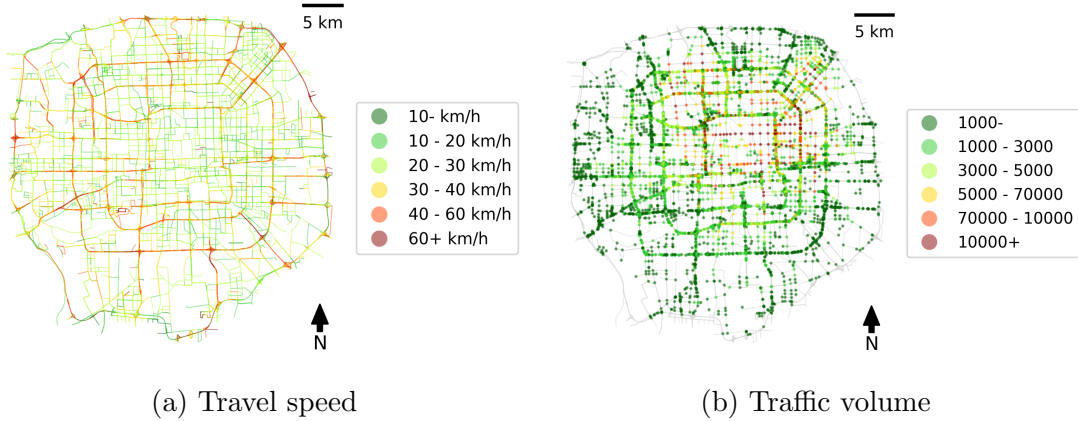 5 km
10- km/h
10 - 20 km/h
20 - 30 km/h
30 - 40 km/h
40 - 60 km/h
60+ km/h
N
(a) Travel speed
5 km
1000-
1000 - 3000
3000 - 5000
5000 - 70000
70000 - 10000
10000+
N
(b) Traffic volume